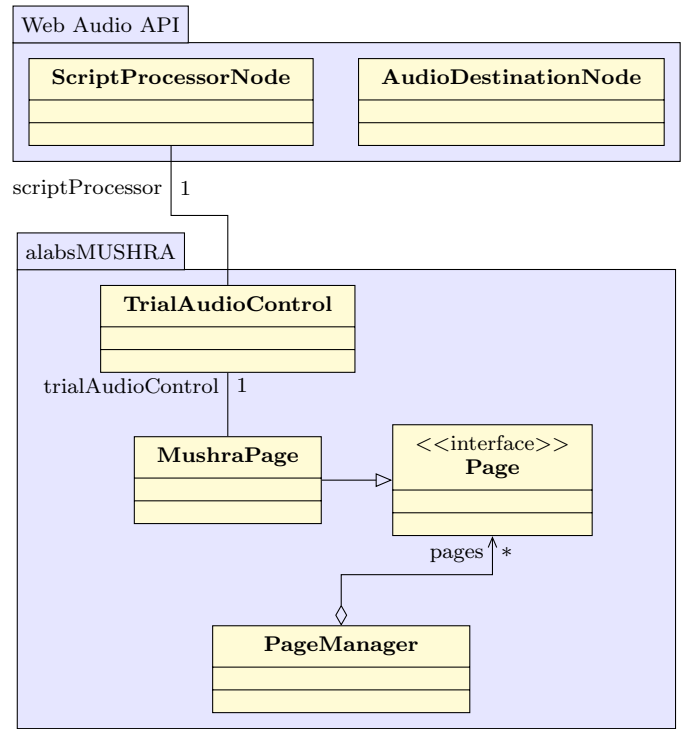 Web Audio API
ScriptProcessorNode
AudioDestinationNode
scriptProcessor 1
alabsMUSHRA
TrialAudioControl
trialAudioControl 1
MushraPage
<<interface>>
Page
pages *
PageManager